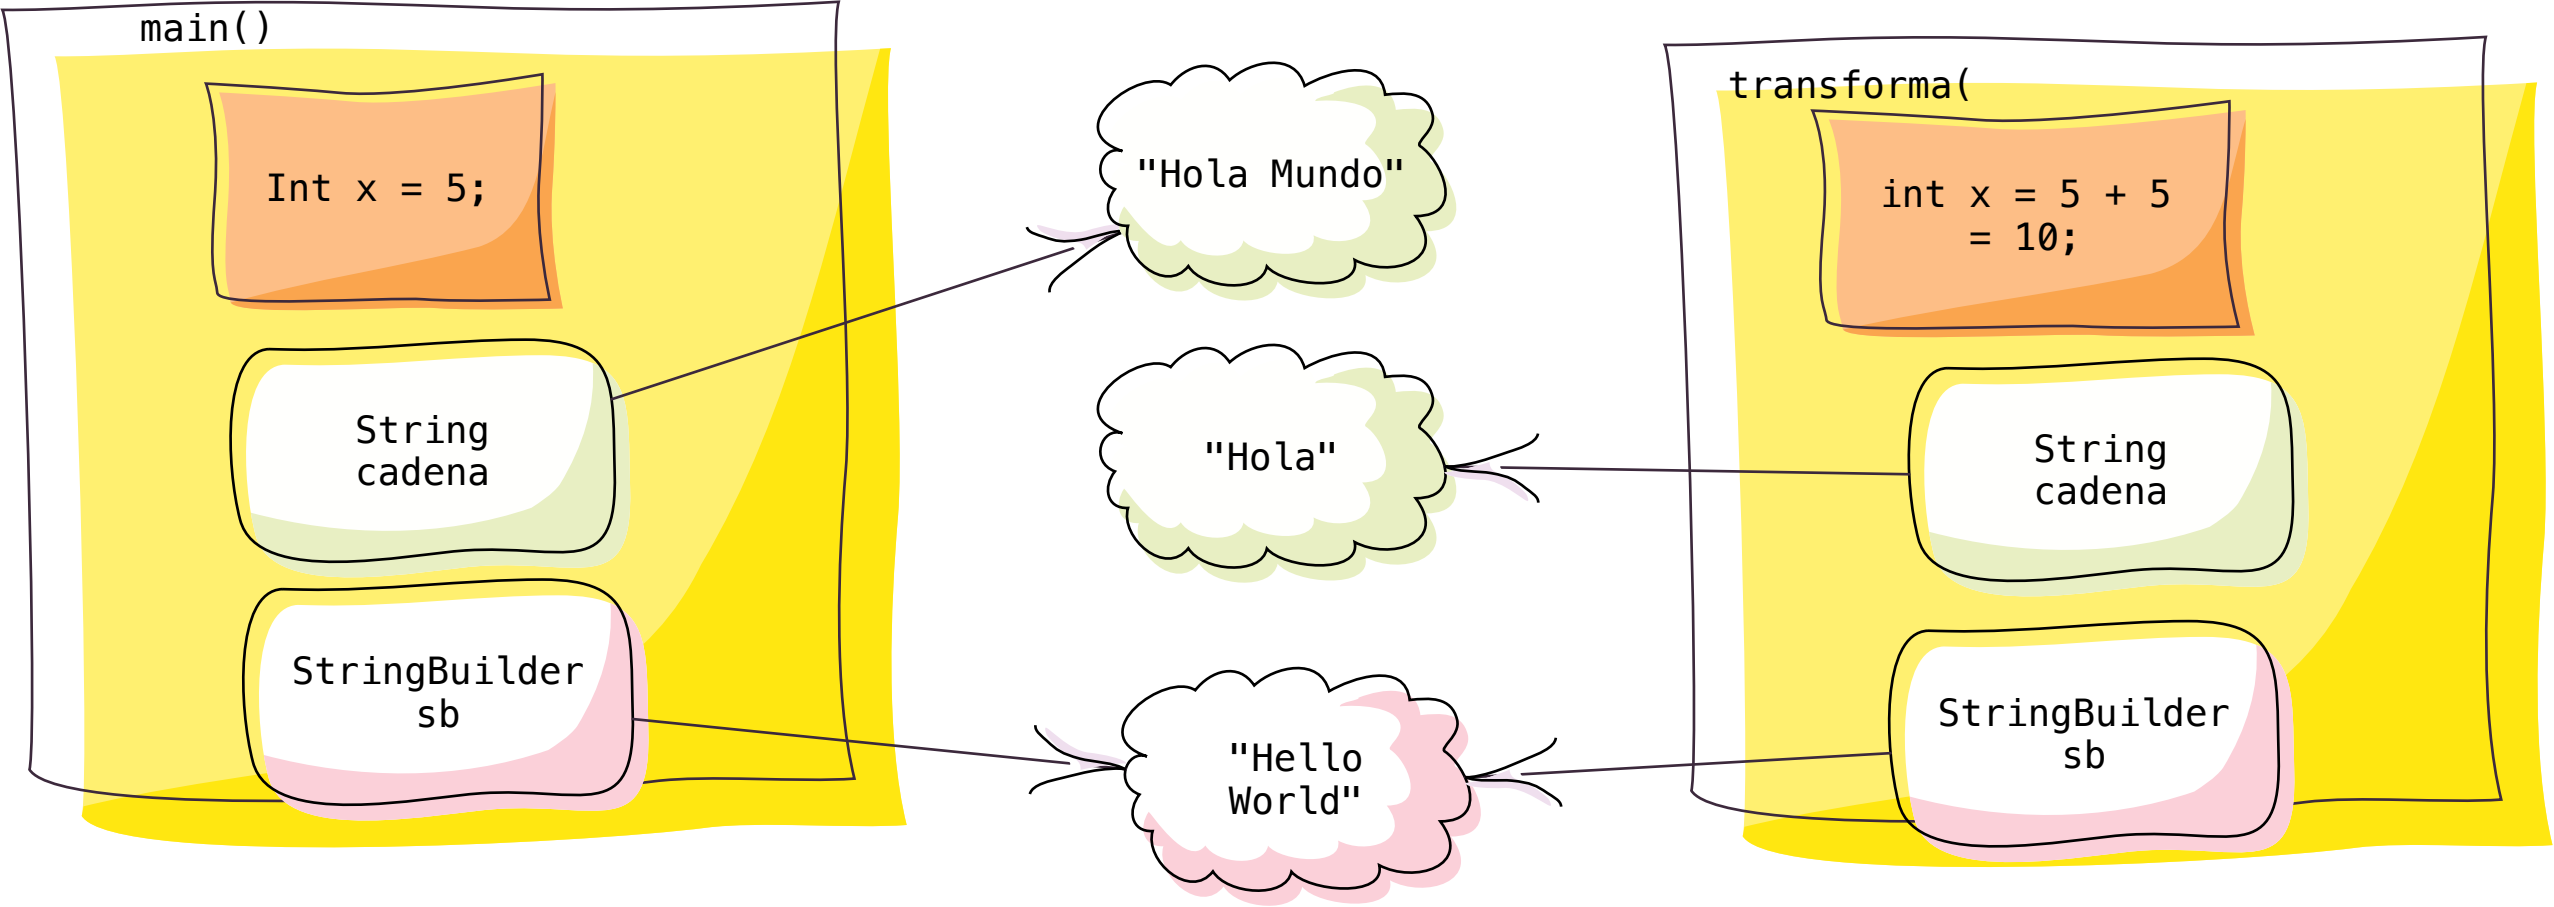 main()
Int x = 5;
String
cadena
StringBuilder
sb
"Hola Mundo"
"Hola"
"Hello
World"
transforma(
int x = 5 + 5
= 10;
String
cadena
StringBuilder
sb